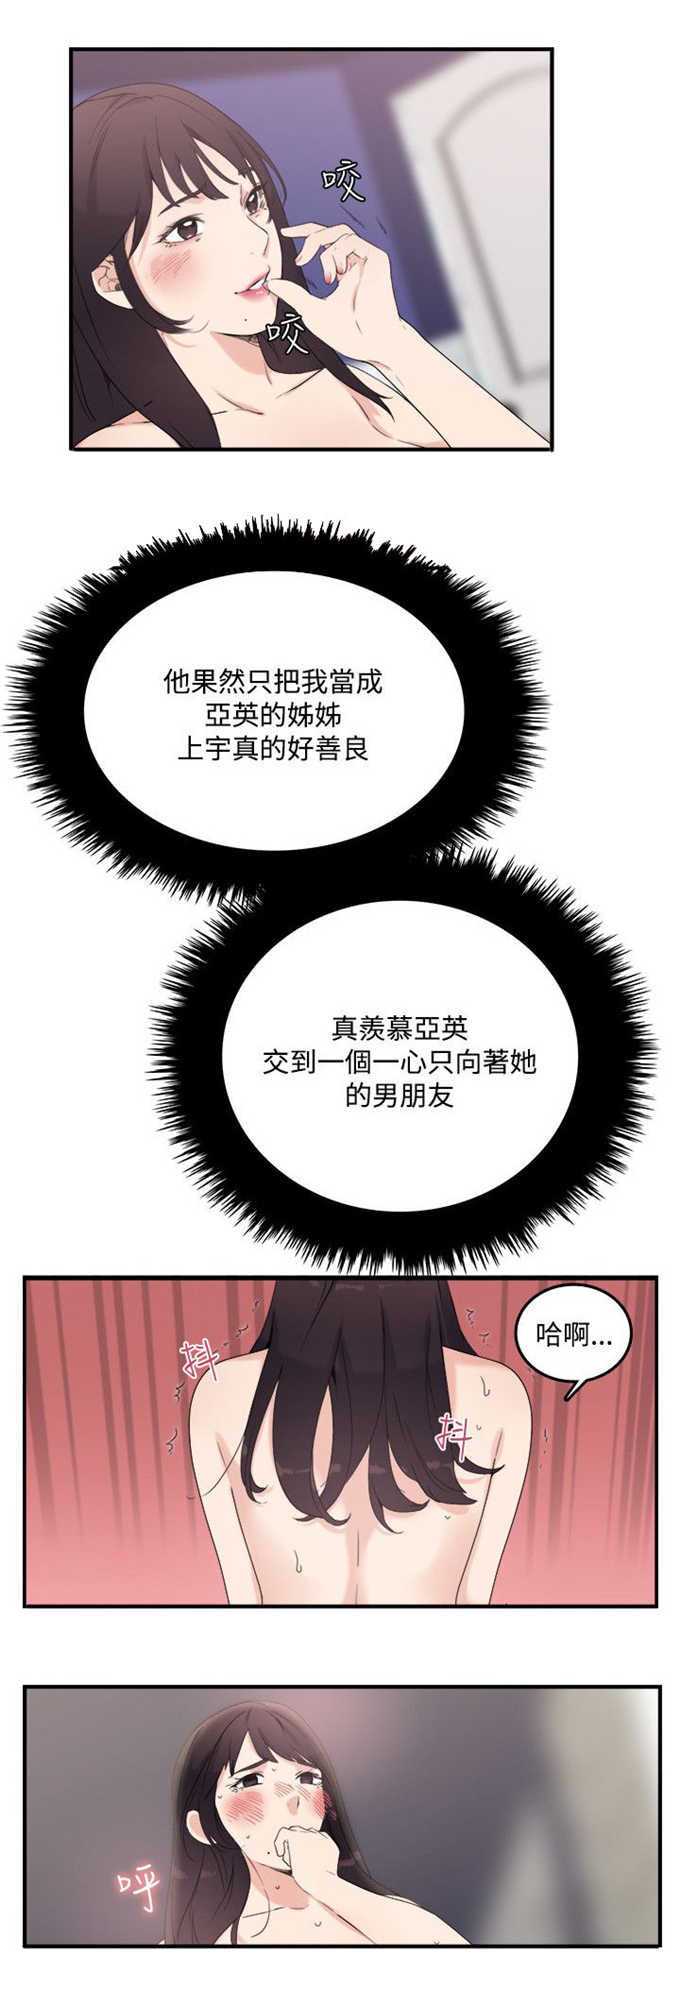 咬
咬
他果然只把我當成
亞英的姊姊
上宇真的好善良
真羨慕亞英
交到一個一心只向著她
的男朋友
哈啊...
抖
抖
呼